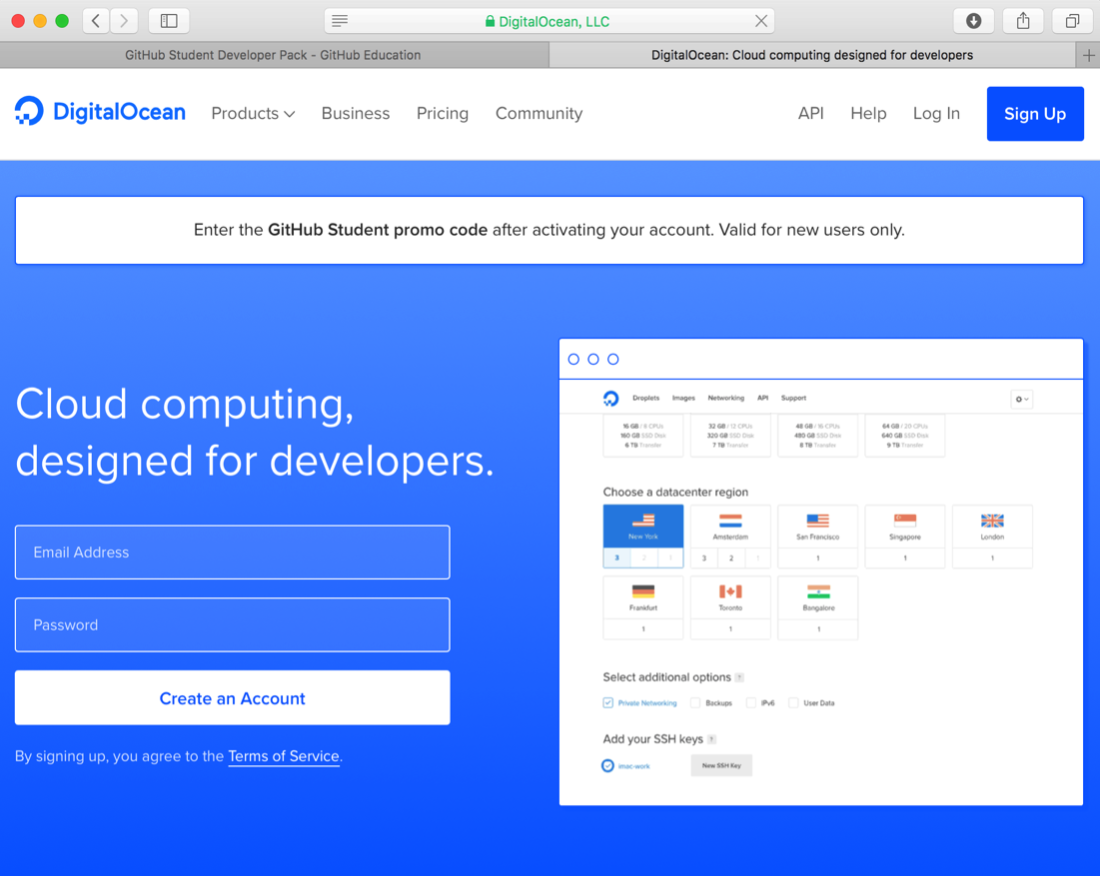 DigitalOcean, LLC
GitHub Student Developer Pack - GitHub Education
DigitalOcean: Cloud computing designed for developers
DigitalOcean Products Business Pricing Community API Help Log In Sign Up
Enter the GitHub Student promo code after activating your account. Valid for new users only.
Cloud computing,
designed for developers.
Email Address
Password
Create an Account
By signing up, you agree to the Terms of Service.
Droplets Images Networking API Support
16 GB / 8 CPUs 32 GB / 12 CPUs 48 GB / 16 CPUs 64 GB / 20 CPUs
160 GB SSD Disk 320 GB SSD Disk 480 GB SSD Disk 640 GB SSD Disk
6 TB Transfer 7 TB Transfer 8 TB Transfer 9 TB Transfer
Choose a datacenter region
New York Amsterdam San Francisco Singapore London
3 2 1 3 2 1 1 1 1
Frankfurt Toronto Bangalore
1 1 1
Select additional options ?
Private Networking Backups IPv6 User Data
Add your SSH keys ?
imac-work New SSH Key